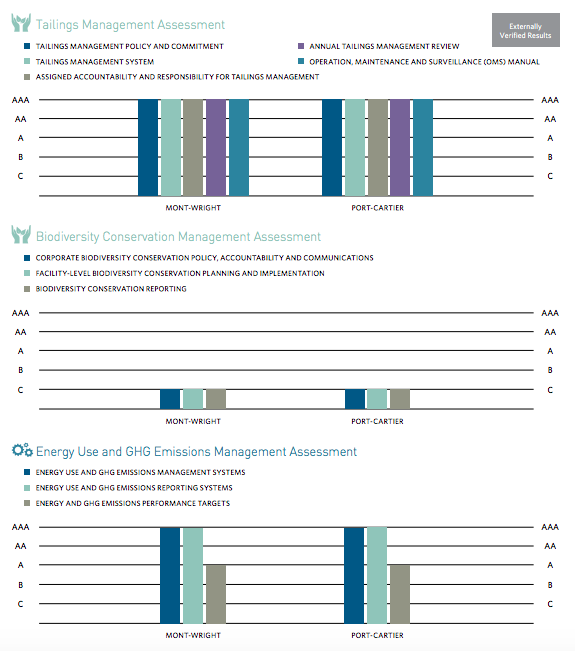 Tailings Management Assessment
Externally
Verified Results
TAILINGS MANAGEMENT POLICY AND COMMITMENT
ANNUAL TAILINGS MANAGEMENT REVIEW
TAILINGS MANAGEMENT SYSTEM
OPERATION, MAINTENANCE AND SURVEILLANCE (OMS) MANUAL
ASSIGNED ACCOUNTABILITY AND RESPONSIBILITY FOR TAILINGS MANAGEMENT
AAA AAA
AA AA
A A
B B
C C
MONT-WRIGHT PORT-CARTIER
Biodiversity Conservation Management Assessment
CORPORATE BIODIVERSITY CONSERVATION POLICY, ACCOUNTABILITY AND COMMUNICATIONS
FACILITY-LEVEL BIODIVERSITY CONSERVATION PLANNING AND IMPLEMENTATION
BIODIVERSITY CONSERVATION REPORTING
AAA AAA
AA AA
A A
B B
C C
MONT-WRIGHT PORT-CARTIER
Energy Use and GHG Emissions Management Assessment
ENERGY USE AND GHG EMISSIONS MANAGEMENT SYSTEMS
ENERGY USE AND GHG EMISSIONS REPORTING SYSTEMS
ENERGY AND GHG EMISSIONS PERFORMANCE TARGETS
AAA AAA
AA AA
A A
B B
C C
MONT-WRIGHT PORT-CARTIER